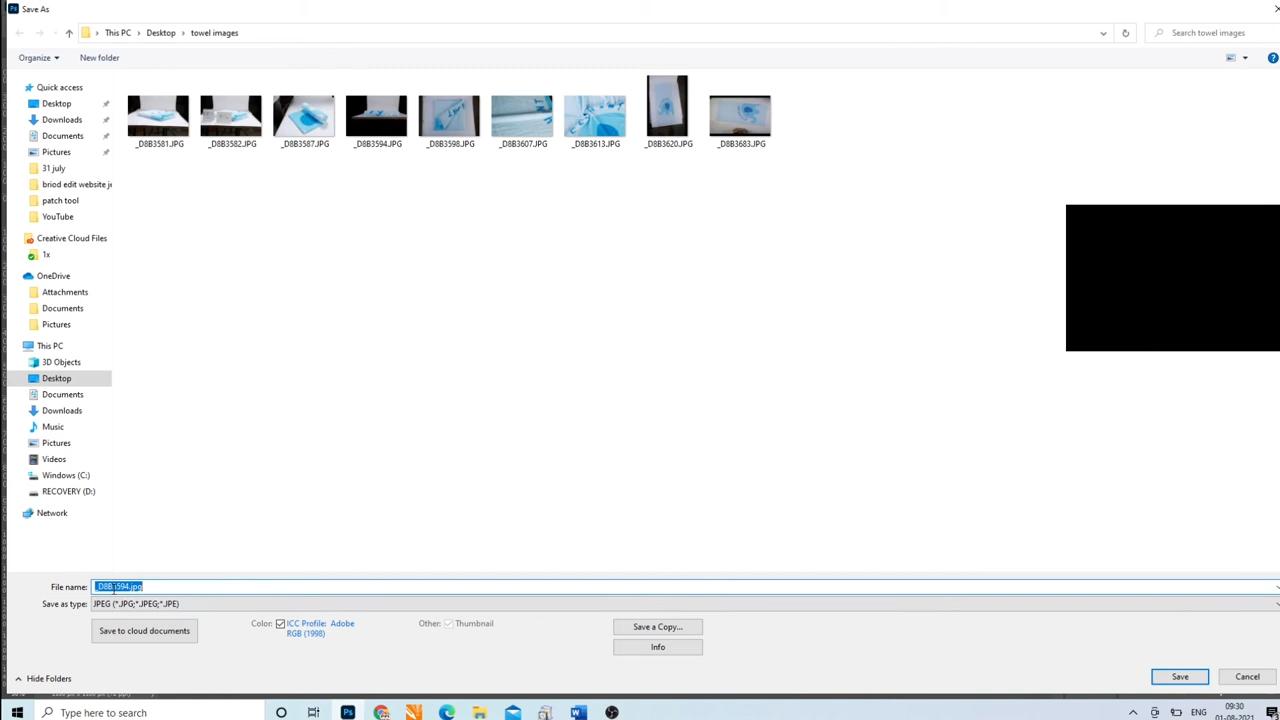 Save As
This PC
Desktop
towel images
Search towel images
Organize
New folder
Quick access
Desktop
Downloads
Documents
Pictures
31 july
briod edit website je
patch tool
YouTube
Creative Cloud Files
1x
OneDrive
Attachments
Documents
Pictures
This PC
3D Objects
Desktop
Documents
Downloads
Music
Pictures
Videos
Windows (C:)
RECOVERY (D:)
Network
_D8B3581.JPG
_D8B3582.JPG
_D8B3587.JPG
_D8B3594.JPG
_D8B3598.JPG
_D8B3607.JPG
_D8B3613.JPG
_D8B3620.JPG
_D8B3683.JPG
File name: _D8B3594.jpg
Save as type: JPEG (*.JPG;*.JPEG;*.JPE)
Save to cloud documents
Color: ICC Profile: Adobe
RGB (1998)
Other: Thumbnail
Save a Copy...
Info
Hide Folders
Save
Cancel
Type here to search
ENG
09:30
01-08-2021